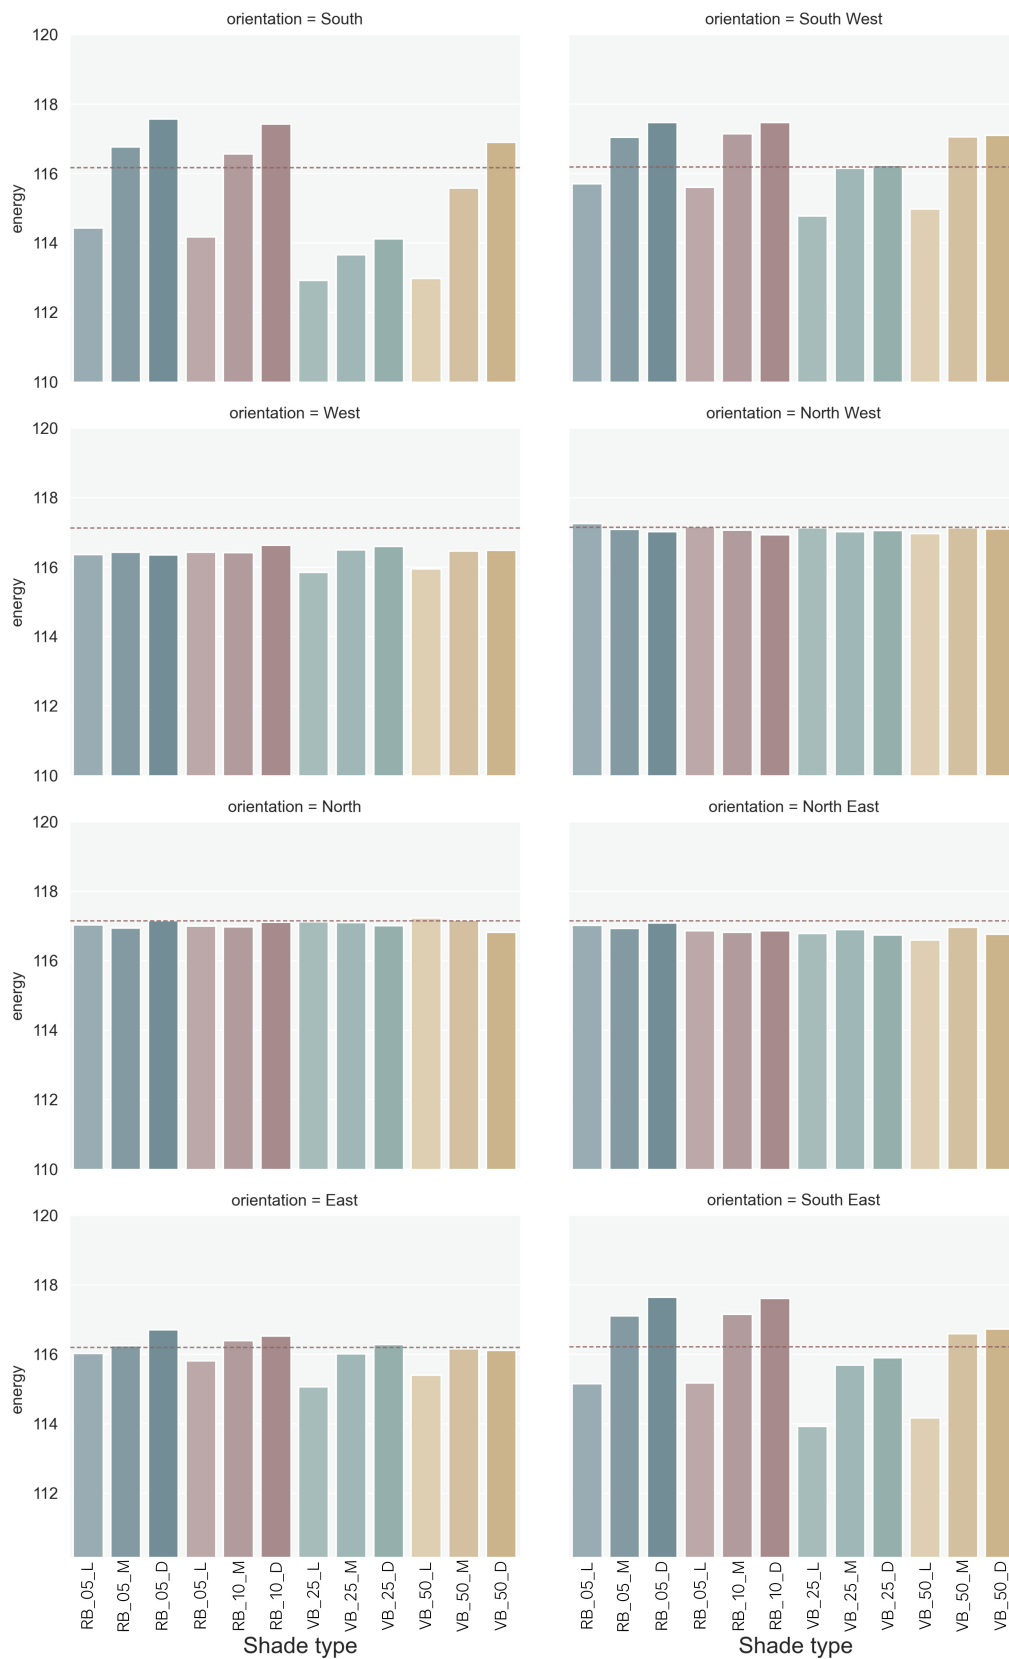 orientation = South
orientation = South West
120
118
116
114
112
110
energy
orientation = West
orientation = North West
120
118
116
114
112
110
energy
orientation = North
orientation = North East
120
118
116
114
112
110
energy
orientation = East
orientation = South East
120
118
116
114
112
energy
RB_05_L
RB_05_M
RB_05_D
RB_05_L
RB_10_M
RB_10_D
VB_25_L
VB_25_M
VB_25_D
VB_50_L
VB_50_M
VB_50_D
RB_05_L
RB_05_M
RB_05_D
RB_05_L
RB_10_M
RB_10_D
VB_25_L
VB_25_M
VB_25_D
VB_50_L
VB_50_M
VB_50_D
Shade type
Shade type